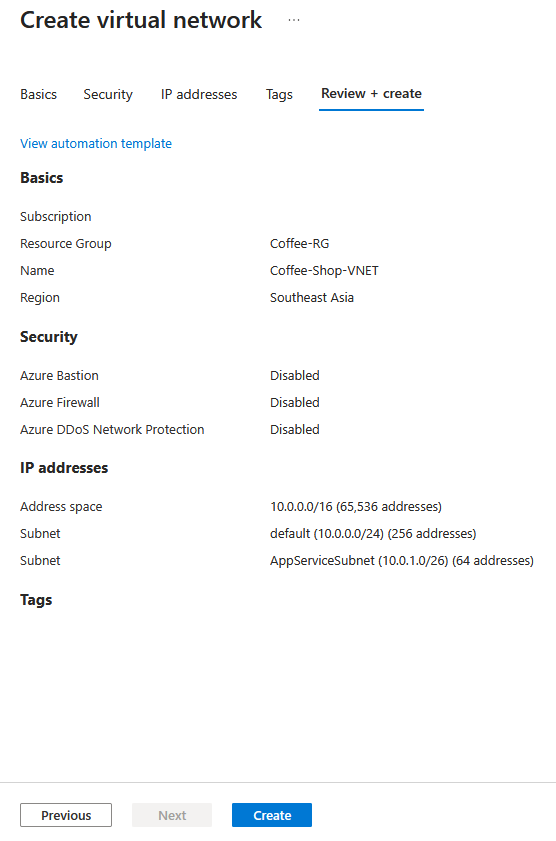 Create virtual network ...
Basics Security IP addresses Tags Review + create
View automation template
Basics
Subscription
Resource Group Coffee-RG
Name Coffee-Shop-VNET
Region Southeast Asia
Security
Azure Bastion Disabled
Azure Firewall Disabled
Azure DDoS Network Protection Disabled
IP addresses
Address space 10.0.0.0/16 (65,536 addresses)
Subnet default (10.0.0.0/24) (256 addresses)
Subnet AppServiceSubnet (10.0.1.0/26) (64 addresses)
Tags
Previous Next Create